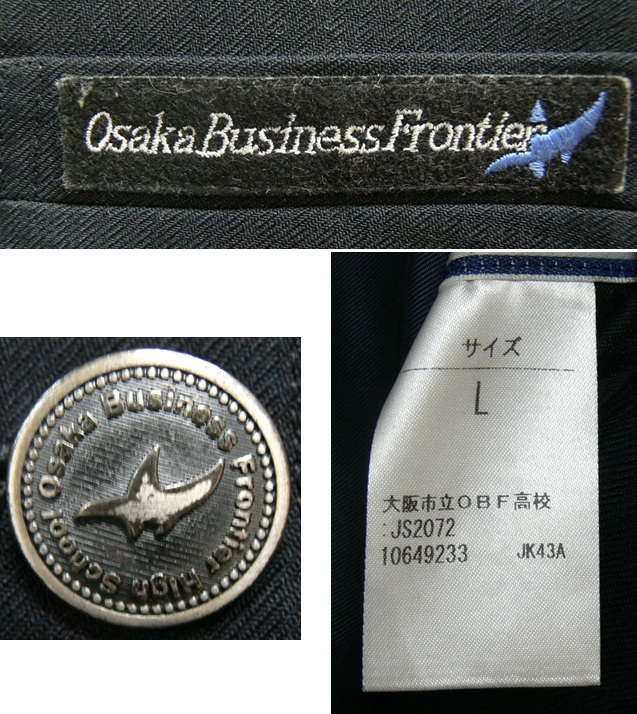 Osaka Business Frontier
Osaka Business Frontier High School
サイズ
L
大阪市立OBF高校
:JS2072
10649233 JK43A